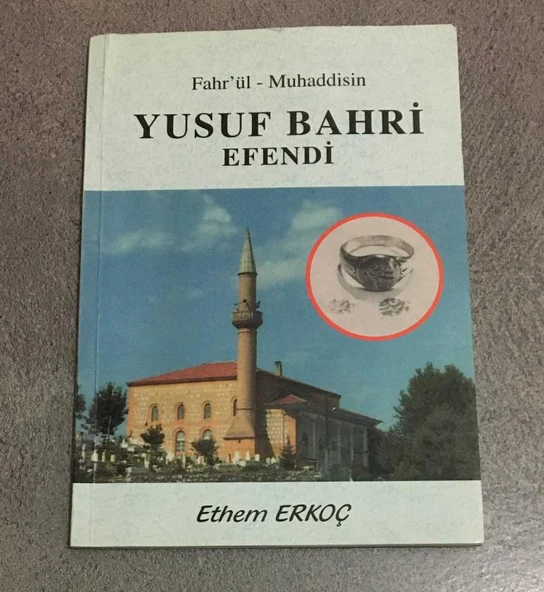 Fahr'ül - Muhaddisin
YUSUF BAHRİ
EFENDİ
Ethem ERKOÇ